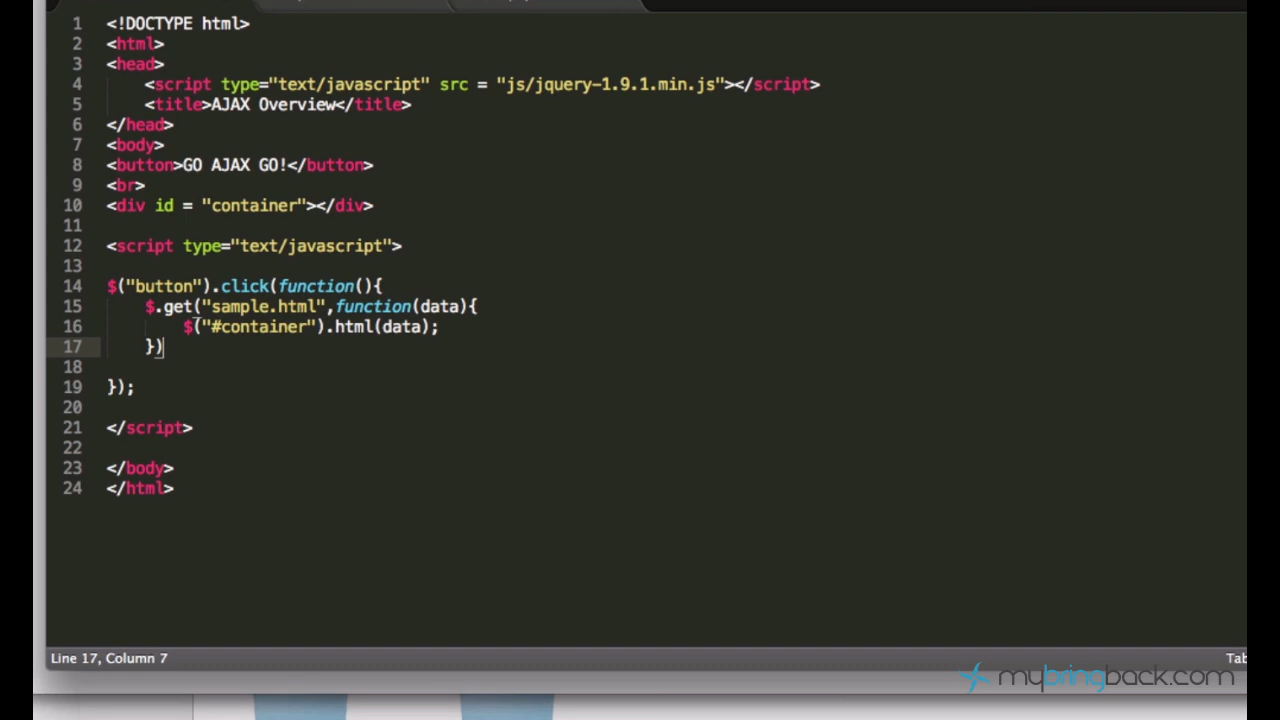 1 <!DOCTYPE html>
2 <html>
3 <head>
4 <script type="text/javascript" src = "js/jquery-1.9.1.min.js"></script>
5 <title>AJAX Overview</title>
6 </head>
7 <body>
8 <button>GO AJAX GO!</button>
9 <br>
10 <div id = "container"></div>
11
12 <script type="text/javascript">
13
14 $("button").click(function(){
15 $.get("sample.html",function(data){
16 $("#container").html(data);
17 })
18
19 });
20
21 </script>
22
23 </body>
24 </html>
Line 17, Column 7
Tab
mybringback.com